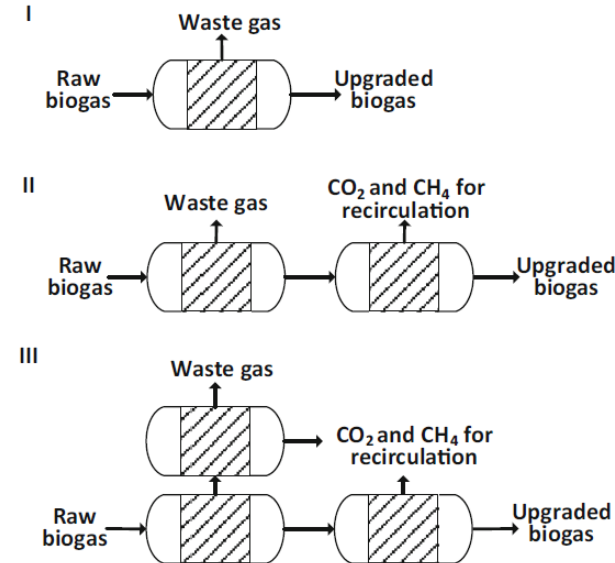 I
Waste gas
Raw
biogas
Upgraded
biogas
II
Waste gas
CO₂ and CH₄ for
recirculation
Raw
biogas
Upgraded
biogas
III
Waste gas
CO₂ and CH₄ for
recirculation
Raw
biogas
Upgraded
biogas